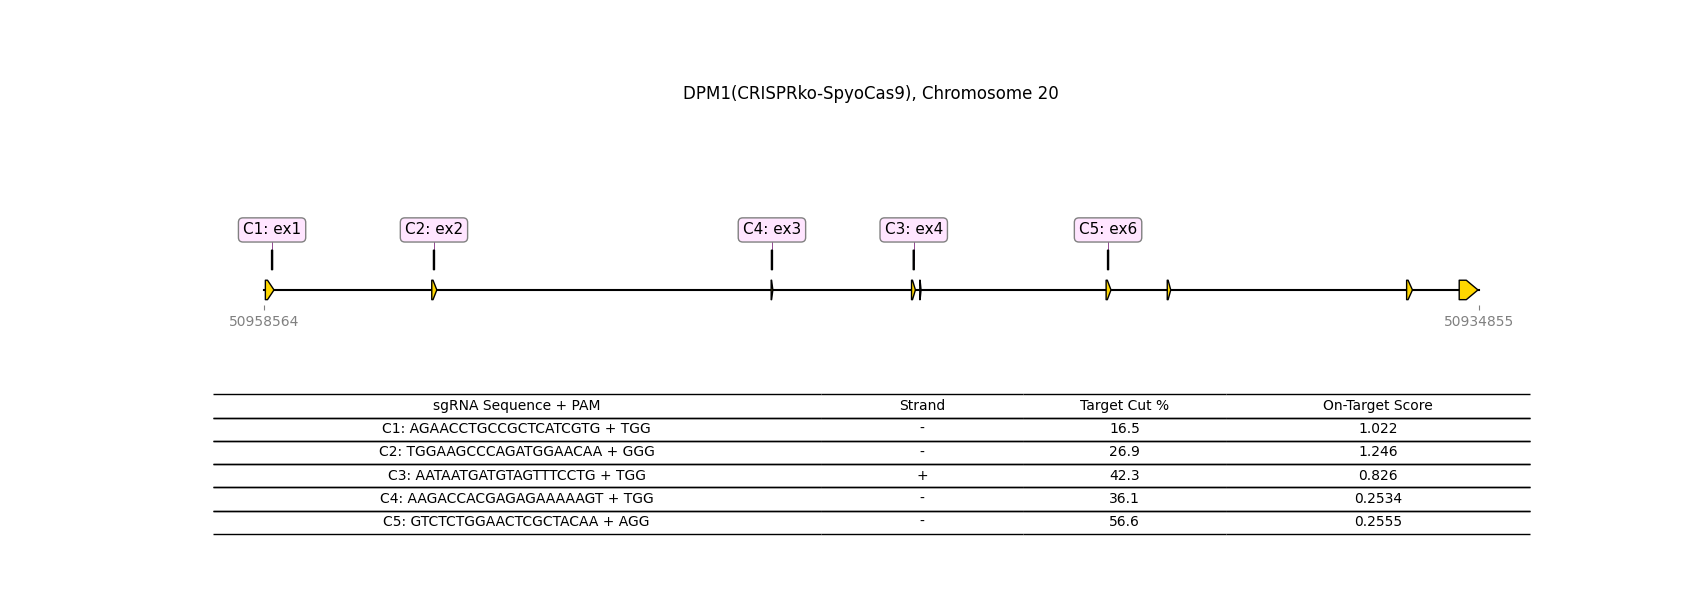 DPM1(CRISPRko-SpyoCas9), Chromosome 20
C1: ex1 C2: ex2 C4: ex3 C3: ex4 C5: ex6
50958564 50934855
sgRNA Sequence + PAM Strand Target Cut % On-Target Score
C1: AGAACCTGCCGCTCATCGTG + TGG - 16.5 1.022
C2: TGGAAGCCCAGATGGAACAA + GGG - 26.9 1.246
C3: AATAATGATGTAGTTTCCTG + TGG + 42.3 0.826
C4: AAGACCACGAGAGAAAAAGT + TGG - 36.1 0.2534
C5: GTCTCTGGAACTCGCTACAA + AGG - 56.6 0.2555